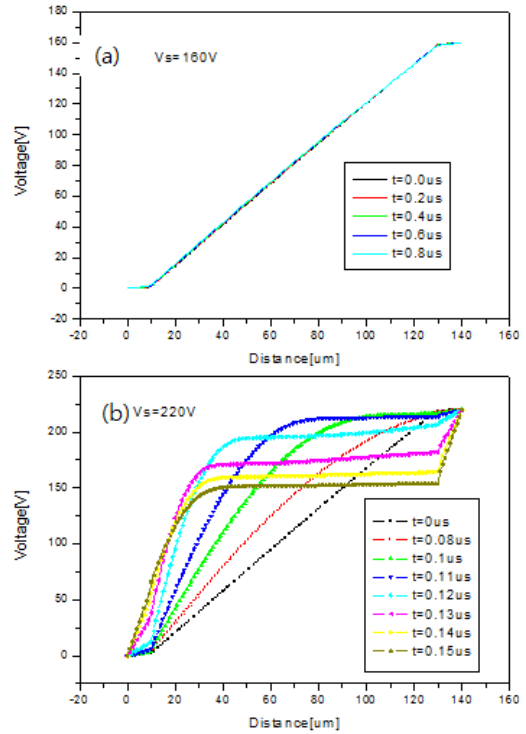 (a)
Vs=160V
180
160
140
120
100
80
60
40
20
0
-20
Voltage[V]
t=0.0us
t=0.2us
t=0.4us
t=0.6us
t=0.8us
-20 0 20 40 60 80 100 120 140 160
Distance[um]
(b)
Vs=220V
250
200
150
100
50
0
Voltage[V]
t=0us
t=0.08us
t=0.1us
t=0.11us
t=0.12us
t=0.13us
t=0.14us
t=0.15us
-20 0 20 40 60 80 100 120 140 160
Distance[um]